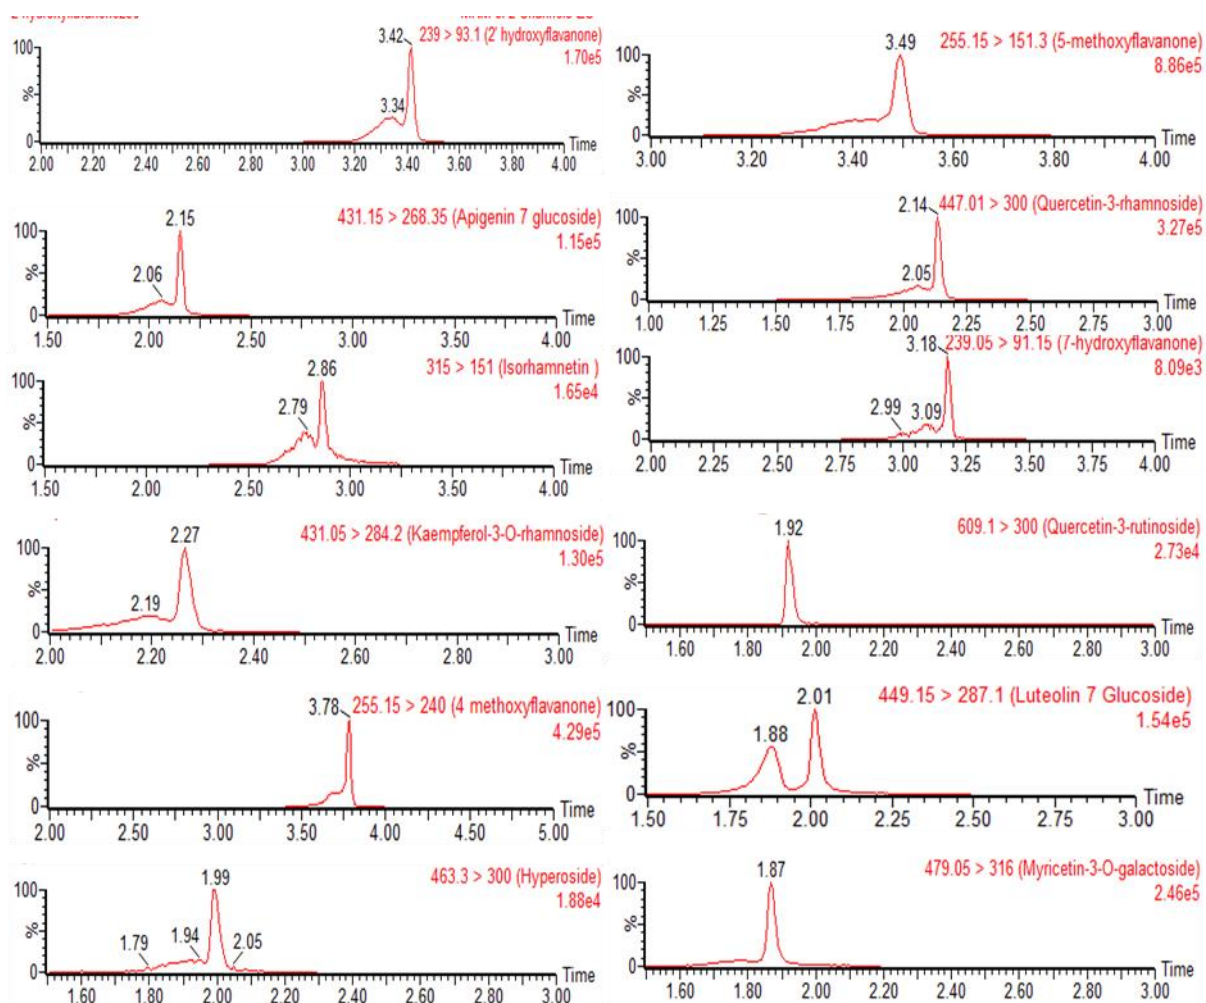 239 > 93.1 (2' hydroxyflavanone)
1.70e5
3.42
3.34
100
%
0
Time
2.00 2.20 2.40 2.60 2.80 3.00 3.20 3.40 3.60 3.80 4.00
255.15 > 151.3 (5-methoxyflavanone)
8.86e5
3.49
100
%
0
Time
3.00 3.20 3.40 3.60 3.80 4.00
431.15 > 268.35 (Apigenin 7 glucoside)
1.15e5
2.15
2.06
100
%
0
Time
1.50 2.00 2.50 3.00 3.50 4.00
447.01 > 300 (Quercetin-3-rhamnoside)
3.27e5
2.14
2.05
100
%
0
Time
1.00 1.25 1.50 1.75 2.00 2.25 2.50 2.75 3.00
315 > 151 (Isorhamnetin )
1.65e4
2.86
2.79
100
%
0
Time
1.50 2.00 2.50 3.00 3.50 4.00
239.05 > 91.15 (7-hydroxyflavanone)
8.09e3
3.18
2.99
3.09
100
%
0
Time
2.00 2.25 2.50 2.75 3.00 3.25 3.50 3.75 4.00
431.05 > 284.2 (Kaempferol-3-O-rhamnoside)
1.30e5
2.27
2.19
100
%
0
Time
2.00 2.20 2.40 2.60 2.80 3.00
609.1 > 300 (Quercetin-3-rutinoside)
2.73e4
1.92
100
%
0
Time
1.60 1.80 2.00 2.20 2.40 2.60 2.80 3.00
255.15 > 240 (4 methoxyflavanone)
4.29e5
3.78
100
%
0
Time
2.00 2.50 3.00 3.50 4.00 4.50 5.00
449.15 > 287.1 (Luteolin 7 Glucoside)
1.54e5
2.01
1.88
100
%
0
Time
1.50 1.75 2.00 2.25 2.50 2.75 3.00
463.3 > 300 (Hyperoside)
1.88e4
1.99
1.79
1.94
2.05
100
%
0
Time
1.60 1.80 2.00 2.20 2.40 2.60 2.80 3.00
479.05 > 316 (Myricetin-3-O-galactoside)
2.46e5
1.87
100
%
0
Time
1.60 1.80 2.00 2.20 2.40 2.60 2.80 3.00